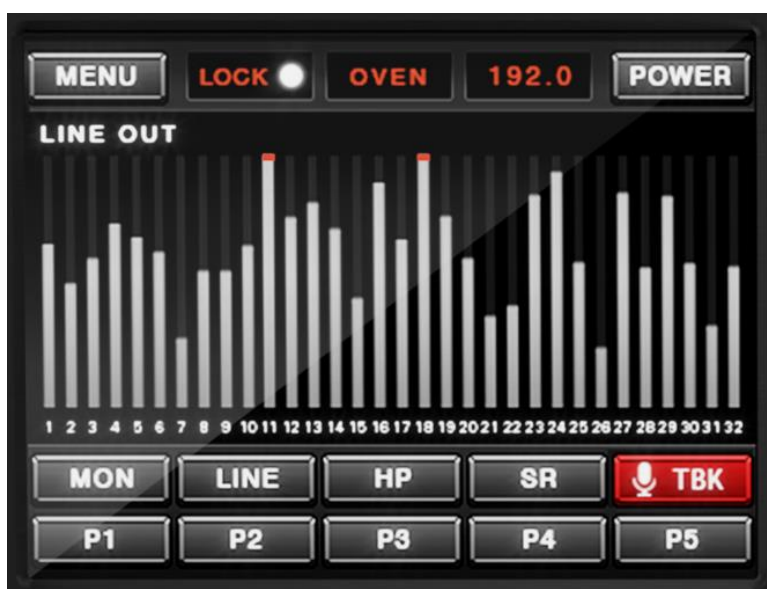 MENU LOCK OVEN 192.0 POWER
LINE OUT
1 2 3 4 5 6 7 8 9 10 11 12 13 14 15 16 17 18 19 20 21 22 23 24 25 26 27 28 29 30 31 32
MON LINE HP SR TBK
P1 P2 P3 P4 P5